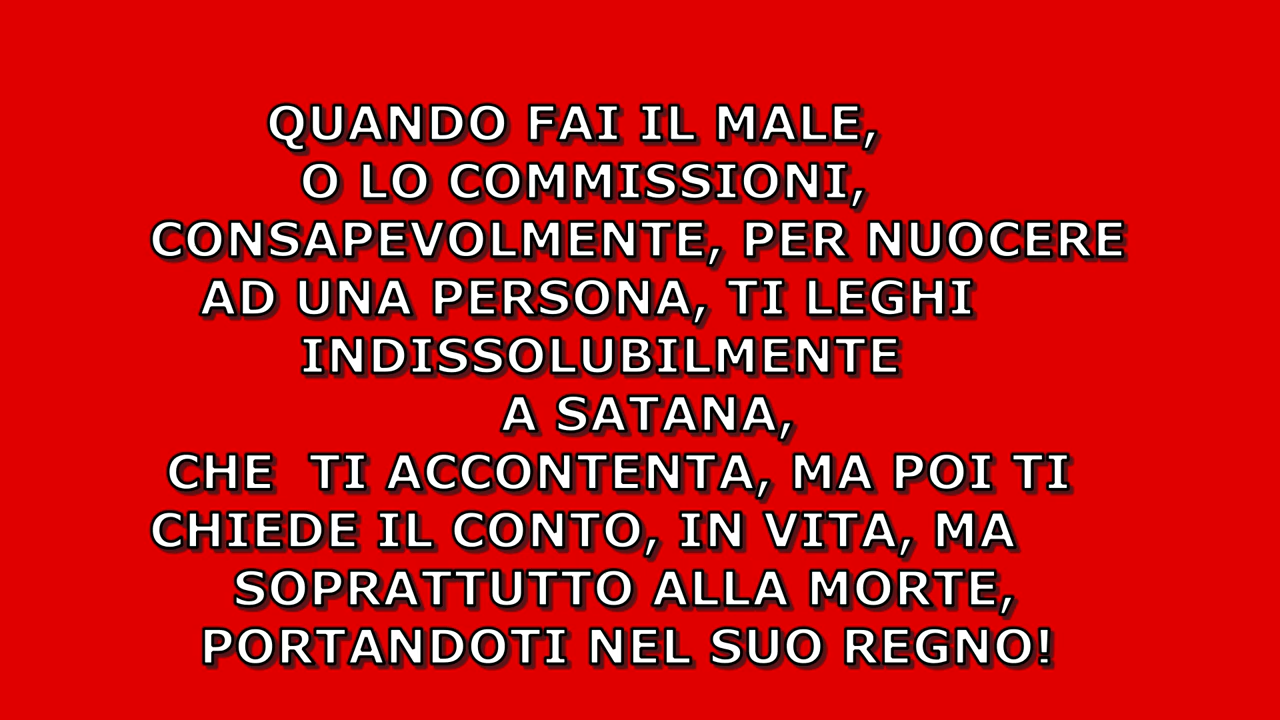 QUANDO FAI IL MALE,
O LO COMMISSIONI,
CONSAPEVOLMENTE, PER NUOCERE
AD UNA PERSONA, TI LEGHI
INDISSOLUBILMENTE
A SATANA,
CHE  TI ACCONTENTA, MA POI TI
CHIEDE IL CONTO, IN VITA, MA
SOPRATTUTTO ALLA MORTE,
PORTANDOTI NEL SUO REGNO!